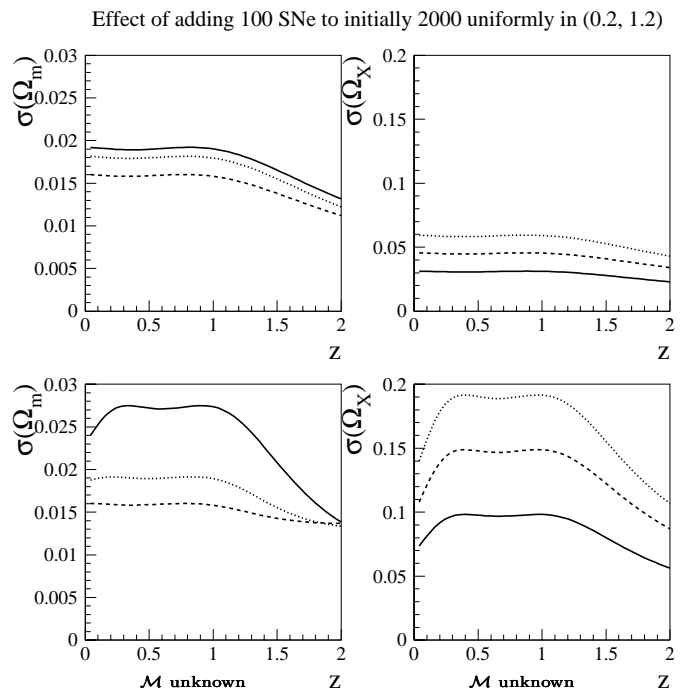 Effect of adding 100 SNe to initially 2000 uniformly in (0.2, 1.2)
σ(Ωm)
0.03
0.025
0.02
0.015
0.01
0.005
0
0 0.5 1 1.5 2
z
σ(ΩX)
0.2
0.15
0.1
0.05
0
0 0.5 1 1.5 2
z
σ(Ωm)
0.03
0.025
0.02
0.015
0.01
0.005
0
0 0.5 1 1.5 2
ℳ unknown
z
σ(ΩX)
0.2
0.15
0.1
0.05
0
0 0.5 1 1.5 2
ℳ unknown
z